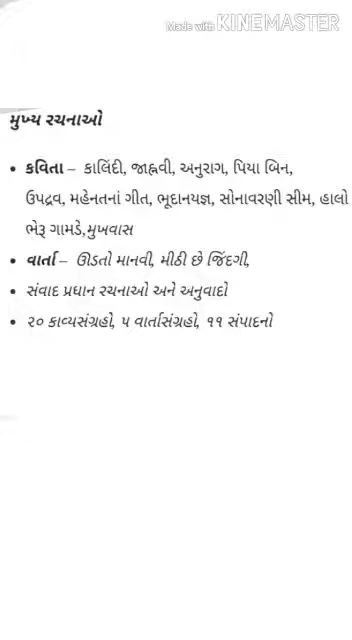 Made with KINEMASTER
મુખ્ય રચનાઓ
• કવિતા – કાલિંદી, જાહ્નવી, અનુરાગ, પિયા બિન,
ઉપદ્રવ, મહેનતનાં ગીત, ભૂદાનયજ્ઞ, સોનાવરણી સીમ, હાલો
ભેરૂ ગામડે,મુખવાસ
• વાર્તા – ઊડતો માનવી, મીઠી છે જિંદગી,
• સંવાદ પ્રધાન રચનાઓ અને અનુવાદો
• ૨૦ કાવ્યસંગ્રહો, ૫ વાર્તાસંગ્રહો, ૧૧ સંપાદનો